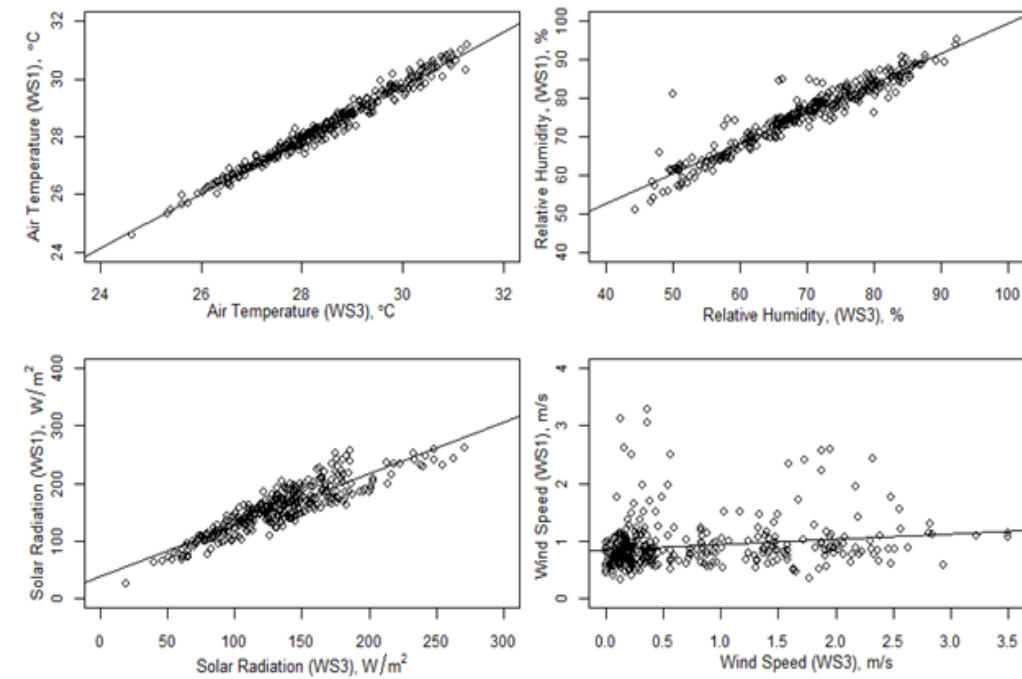 Air Temperature (WS1), °C
32
30
28
26
24
24 26 28 30 32
Air Temperature (WS3), °C
Relative Humidity, (WS1), %
100
90
80
70
60
50
40
40 50 60 70 80 90 100
Relative Humidity, (WS3), %
Solar Radiation (WS1), W/m²
400
300
200
100
0
0 50 100 150 200 250 300
Solar Radiation (WS3), W/m²
Wind Speed (WS1), m/s
4
3
2
1
0
0.0 0.5 1.0 1.5 2.0 2.5 3.0 3.5
Wind Speed (WS3), m/s